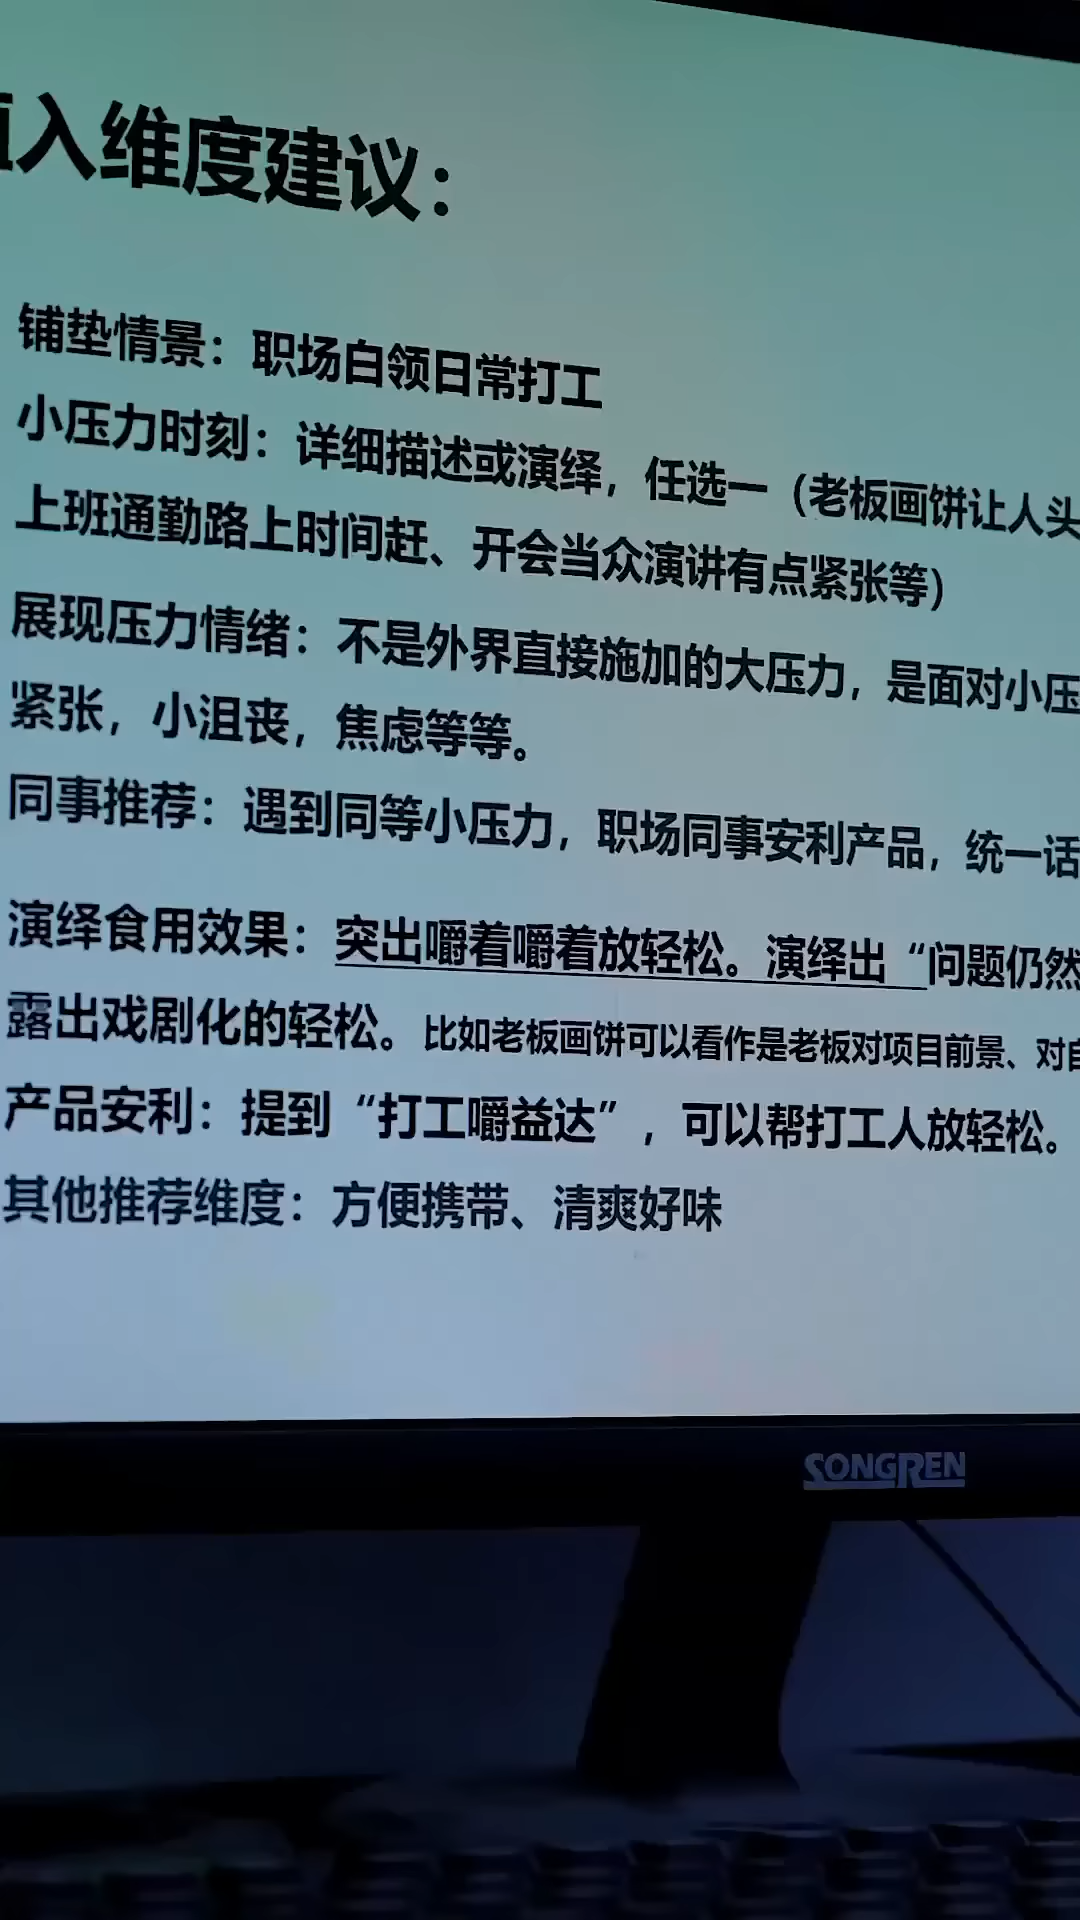 入维度建议：
铺垫情景：职场白领日常打工
小压力时刻：详细描述或演绎，任选一（老板画饼让人头
上班通勤路上时间赶、开会当众演讲有点紧张等）
展现压力情绪：不是外界直接施加的大压力，是面对小压
紧张，小沮丧，焦虑等等。
同事推荐：遇到同等小压力，职场同事安利产品，统一话
演绎食用效果：突出嚼着嚼着放轻松。演绎出“问题仍然
露出戏剧化的轻松。比如老板画饼可以看作是老板对项目前景、对自
产品安利：提到“打工嚼益达”，可以帮打工人放轻松。
其他推荐维度：方便携带、清爽好味
SONGREN